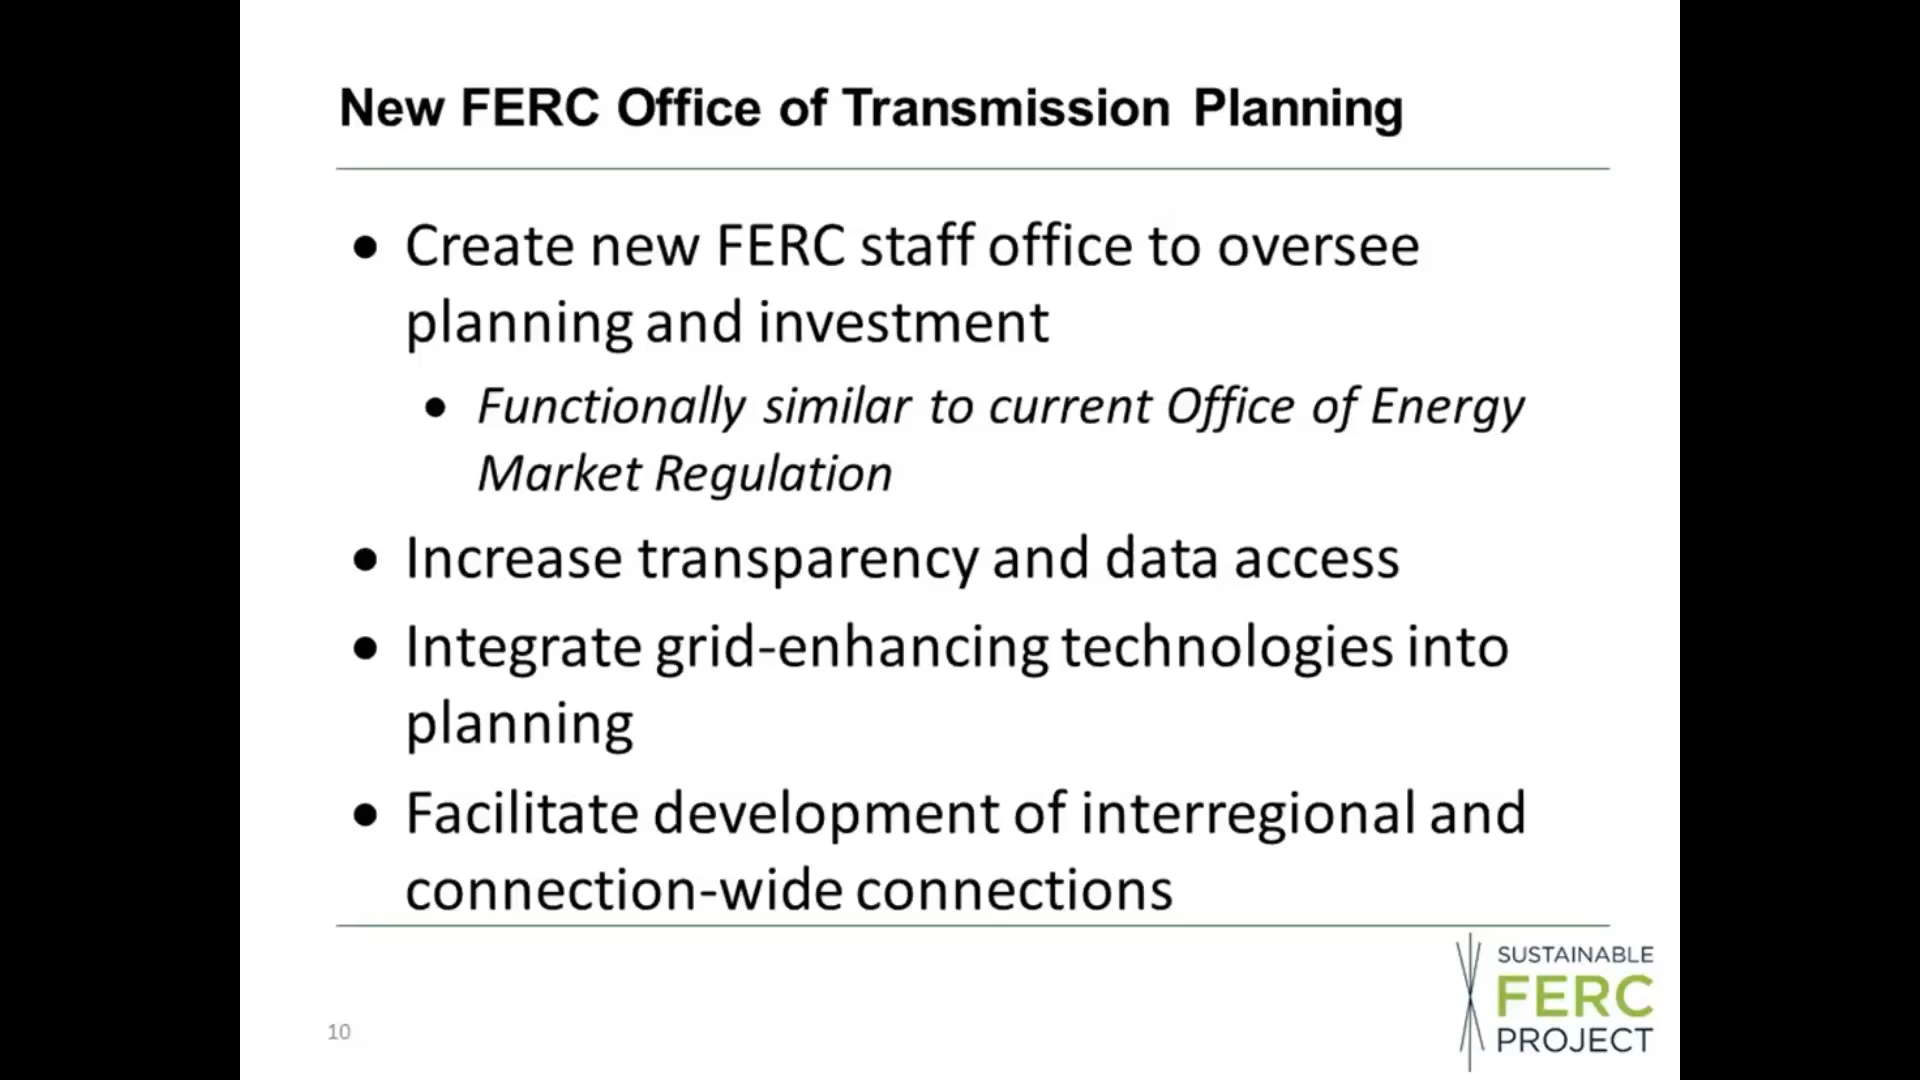 New FERC Office of Transmission Planning
• Create new FERC staff office to oversee
planning and investment
• Functionally similar to current Office of Energy
Market Regulation
• Increase transparency and data access
• Integrate grid-enhancing technologies into
planning
• Facilitate development of interregional and
connection-wide connections
SUSTAINABLE
FERC
PROJECT
10